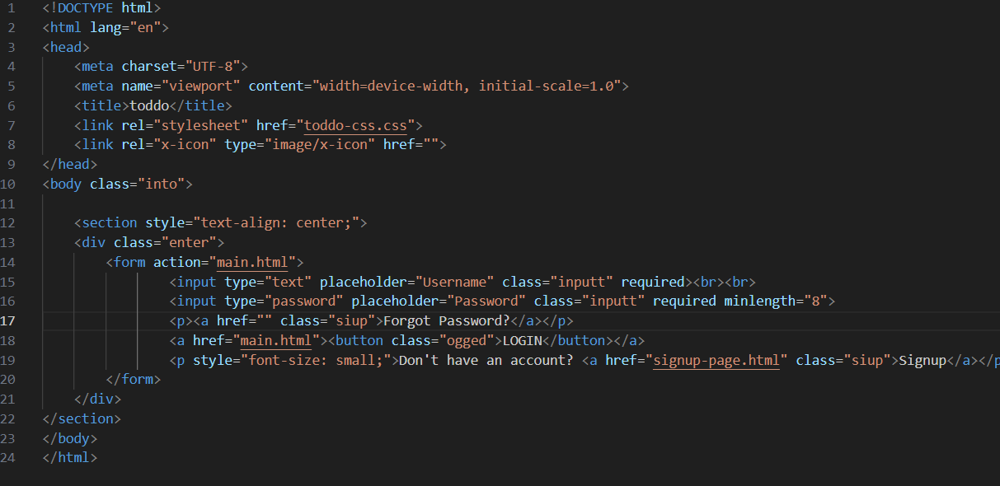 1 <!DOCTYPE html>
2 <html lang="en">
3 <head>
4     <meta charset="UTF-8">
5     <meta name="viewport" content="width=device-width, initial-scale=1.0">
6     <title>toddo</title>
7     <link rel="stylesheet" href="toddo-css.css">
8     <link rel="x-icon" type="image/x-icon" href="">
9 </head>
10 <body class="into">
11
12     <section style="text-align: center;">
13     <div class="enter">
14         <form action="main.html">
15                 <input type="text" placeholder="Username" class="inputt" required><br><br>
16                 <input type="password" placeholder="Password" class="inputt" required minlength="8">
17                 <p><a href="" class="siup">Forgot Password?</a></p>
18                 <a href="main.html"><button class="ogged">LOGIN</button></a>
19                 <p style="font-size: small;">Don't have an account? <a href="signup-page.html" class="siup">Signup</a></p
20         </form>
21     </div>
22 </section>
23 </body>
24 </html>